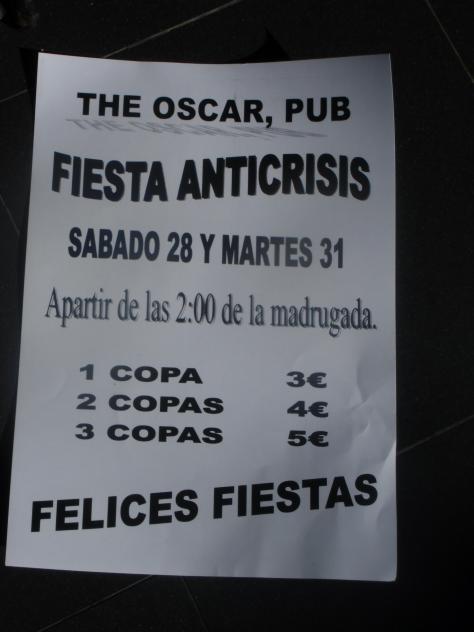 THE OSCAR, PUB
FIESTA ANTICRISIS
SABADO 28 Y MARTES 31
Apartir de las 2:00 de la madrugada.
1 COPA 3€
2 COPAS 4€
3 COPAS 5€
FELICES FIESTAS